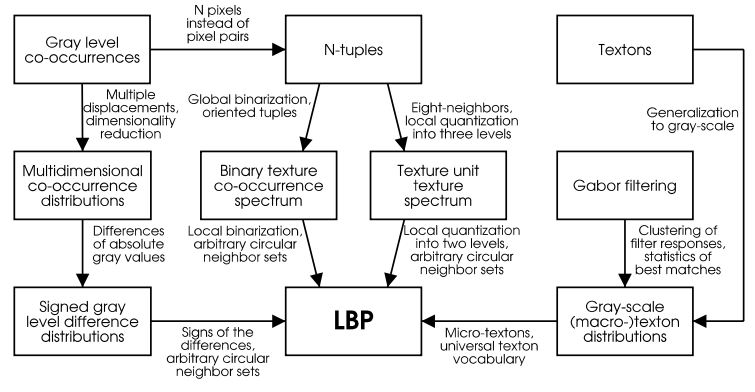 N pixels
instead of
pixel pairs
Gray level
co-occurrences
N-tuples
Textons
Multiple
displacements,
dimensionality
reduction
Global binarization,
oriented tuples
Eight-neighbors,
local quantization
into three levels
Generalization
to gray-scale
Multidimensional
co-occurrence
distributions
Binary texture
co-occurrence
spectrum
Texture unit
texture
spectrum
Gabor filtering
Differences
of absolute
gray values
Local binarization,
arbitrary circular
neighbor sets
Local quantization
into two levels,
arbitrary circular
neighbor sets
Clustering of
filter responses,
statistics of
best matches
Signed gray
level difference
distributions
LBP
Gray-scale
(macro-)texton
distributions
Signs of the
differences,
arbitrary circular
neighbor sets
Micro-textons,
universal texton
vocabulary